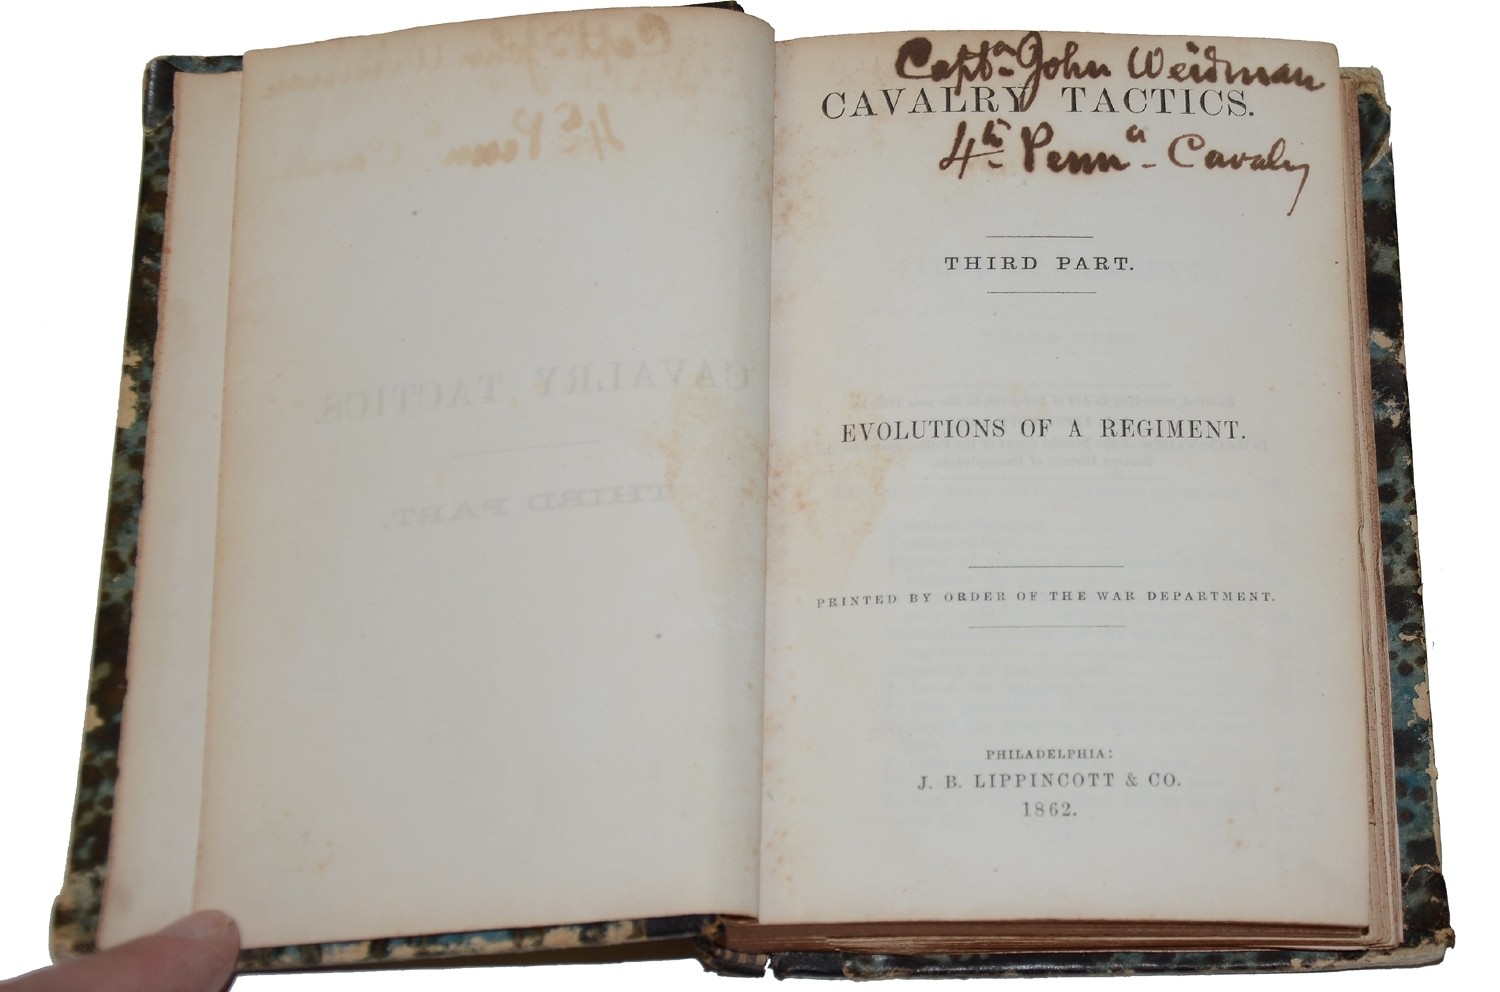 Capta John Weidman
CAVALRY TACTICS.
4th Penna Cavalry
THIRD PART.
EVOLUTIONS OF A REGIMENT.
PRINTED BY ORDER OF THE WAR DEPARTMENT.
PHILADELPHIA:
J. B. LIPPINCOTT & CO.
1862.